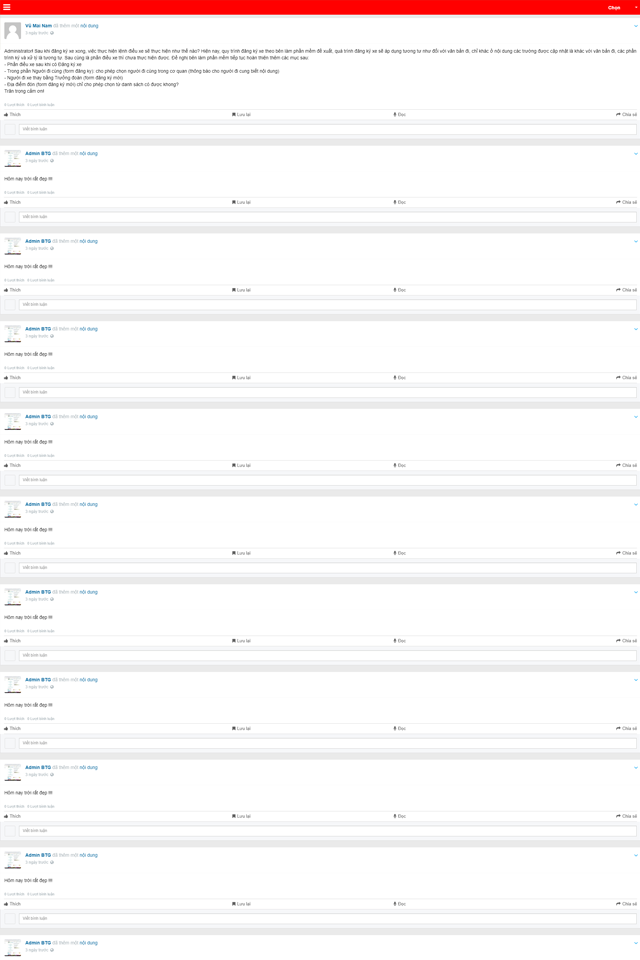 Chọn
Vũ Mai Nam đã thêm một nội dung
3 ngày trước
Administrator! Sau khi đăng ký xe xong, việc thực hiện lệnh điều xe sẽ thực hiện như thế nào? Hiện nay, quy trình đăng ký xe theo bên làm phần mềm đề xuất, quá trình đăng ký xe sẽ áp dụng tương tự như đối với văn bản đi, chỉ khác ở nội dung các trường được cập nhật là khác với văn bản đi, các phần
trình ký và xử lý là tương tự. Sau cùng là phần điều xe thì chưa thực hiện được. Đề nghị bên làm phần mềm tiếp tục hoàn thiện thêm các mục sau:
- Phần điều xe sau khi có Đăng ký xe
- Trong phần Người đi cùng (form đăng ký): cho phép chọn người đi cùng trong cơ quan (thông báo cho người đi cùng biết nội dung)
- Người đi xe thay bằng Trưởng đoàn (form đăng ký mới)
- Địa điểm đón (form đăng ký mới) chỉ cho phép chọn từ danh sách có được không?
Trân trọng cảm ơn!
0 Lượt thích · 0 Lượt bình luận
Thích Lưu lại Đọc Chia sẻ
Viết bình luận
Admin BTG đã thêm một nội dung
3 ngày trước
Hôm nay trời rất đẹp !!!!
0 Lượt thích · 0 Lượt bình luận
Thích Lưu lại Đọc Chia sẻ
Viết bình luận
Admin BTG đã thêm một nội dung
3 ngày trước
Hôm nay trời rất đẹp !!!!
0 Lượt thích · 0 Lượt bình luận
Thích Lưu lại Đọc Chia sẻ
Viết bình luận
Admin BTG đã thêm một nội dung
3 ngày trước
Hôm nay trời rất đẹp !!!!
0 Lượt thích · 0 Lượt bình luận
Thích Lưu lại Đọc Chia sẻ
Viết bình luận
Admin BTG đã thêm một nội dung
3 ngày trước
Hôm nay trời rất đẹp !!!!
0 Lượt thích · 0 Lượt bình luận
Thích Lưu lại Đọc Chia sẻ
Viết bình luận
Admin BTG đã thêm một nội dung
3 ngày trước
Hôm nay trời rất đẹp !!!!
0 Lượt thích · 0 Lượt bình luận
Thích Lưu lại Đọc Chia sẻ
Viết bình luận
Admin BTG đã thêm một nội dung
3 ngày trước
Hôm nay trời rất đẹp !!!!
0 Lượt thích · 0 Lượt bình luận
Thích Lưu lại Đọc Chia sẻ
Viết bình luận
Admin BTG đã thêm một nội dung
3 ngày trước
Hôm nay trời rất đẹp !!!!
0 Lượt thích · 0 Lượt bình luận
Thích Lưu lại Đọc Chia sẻ
Viết bình luận
Admin BTG đã thêm một nội dung
3 ngày trước
Hôm nay trời rất đẹp !!!!
0 Lượt thích · 0 Lượt bình luận
Thích Lưu lại Đọc Chia sẻ
Viết bình luận
Admin BTG đã thêm một nội dung
3 ngày trước
Hôm nay trời rất đẹp !!!!
0 Lượt thích · 0 Lượt bình luận
Thích Lưu lại Đọc Chia sẻ
Viết bình luận
Admin BTG đã thêm một nội dung
3 ngày trước